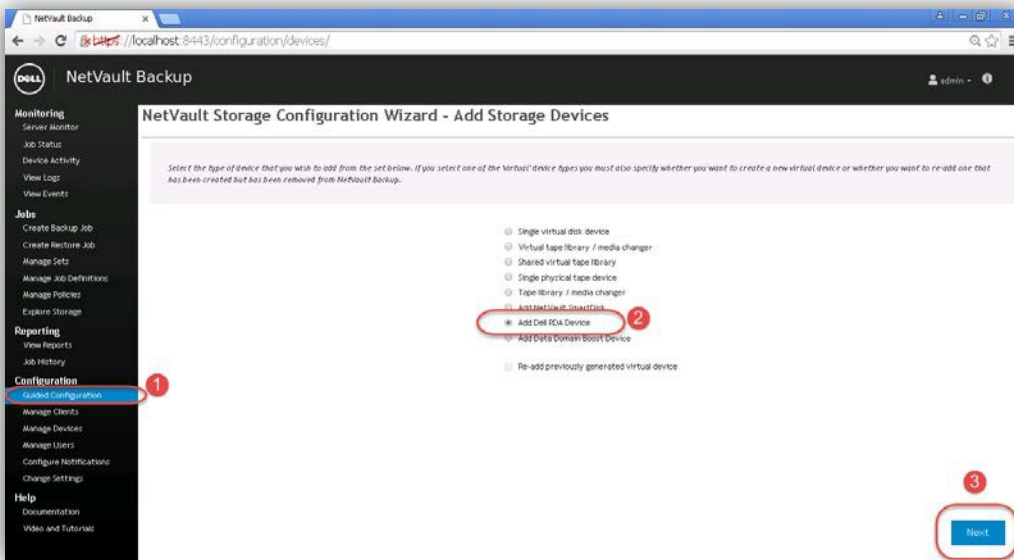 NetVault Backup
https://localhost:8443/configuration/devices/
DELL
NetVault Backup
admin
Monitoring
Server Monitor
Job Status
Device Activity
View Logs
View Events
Jobs
Create Backup Job
Create Restore Job
Manage Sets
Manage Job Definitions
Manage Policies
Explore Storage
Reporting
View Reports
Job History
Configuration
Guided Configuration
1
Manage Clients
Manage Devices
Manage Users
Configure Notifications
Change Settings
Help
Documentation
Video and Tutorials
NetVault Storage Configuration Wizard - Add Storage Devices
Select the type of device that you wish to add from the set below. If you select one of the 'Virtual' device types you must also specify whether you want to create a new virtual device or whether you want to re-add one that
has been created but has been removed from NetVault Backup.
Single virtual disk device
Virtual tape library / media changer
Shared virtual tape library
Single physical tape device
Tape library / media changer
Add NetVault SmartDisk
Add Dell RDA Device
2
Add Data Domain Boost Device
Re-add previously generated virtual device
3
Next